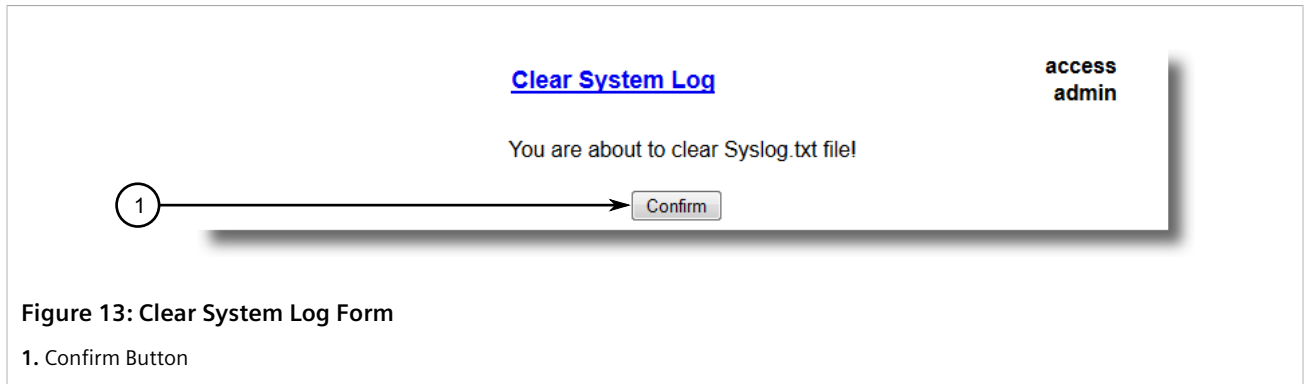 Clear System Log
access
admin
You are about to clear Syslog.txt file!
1
Confirm
Figure 13: Clear System Log Form
1. Confirm Button